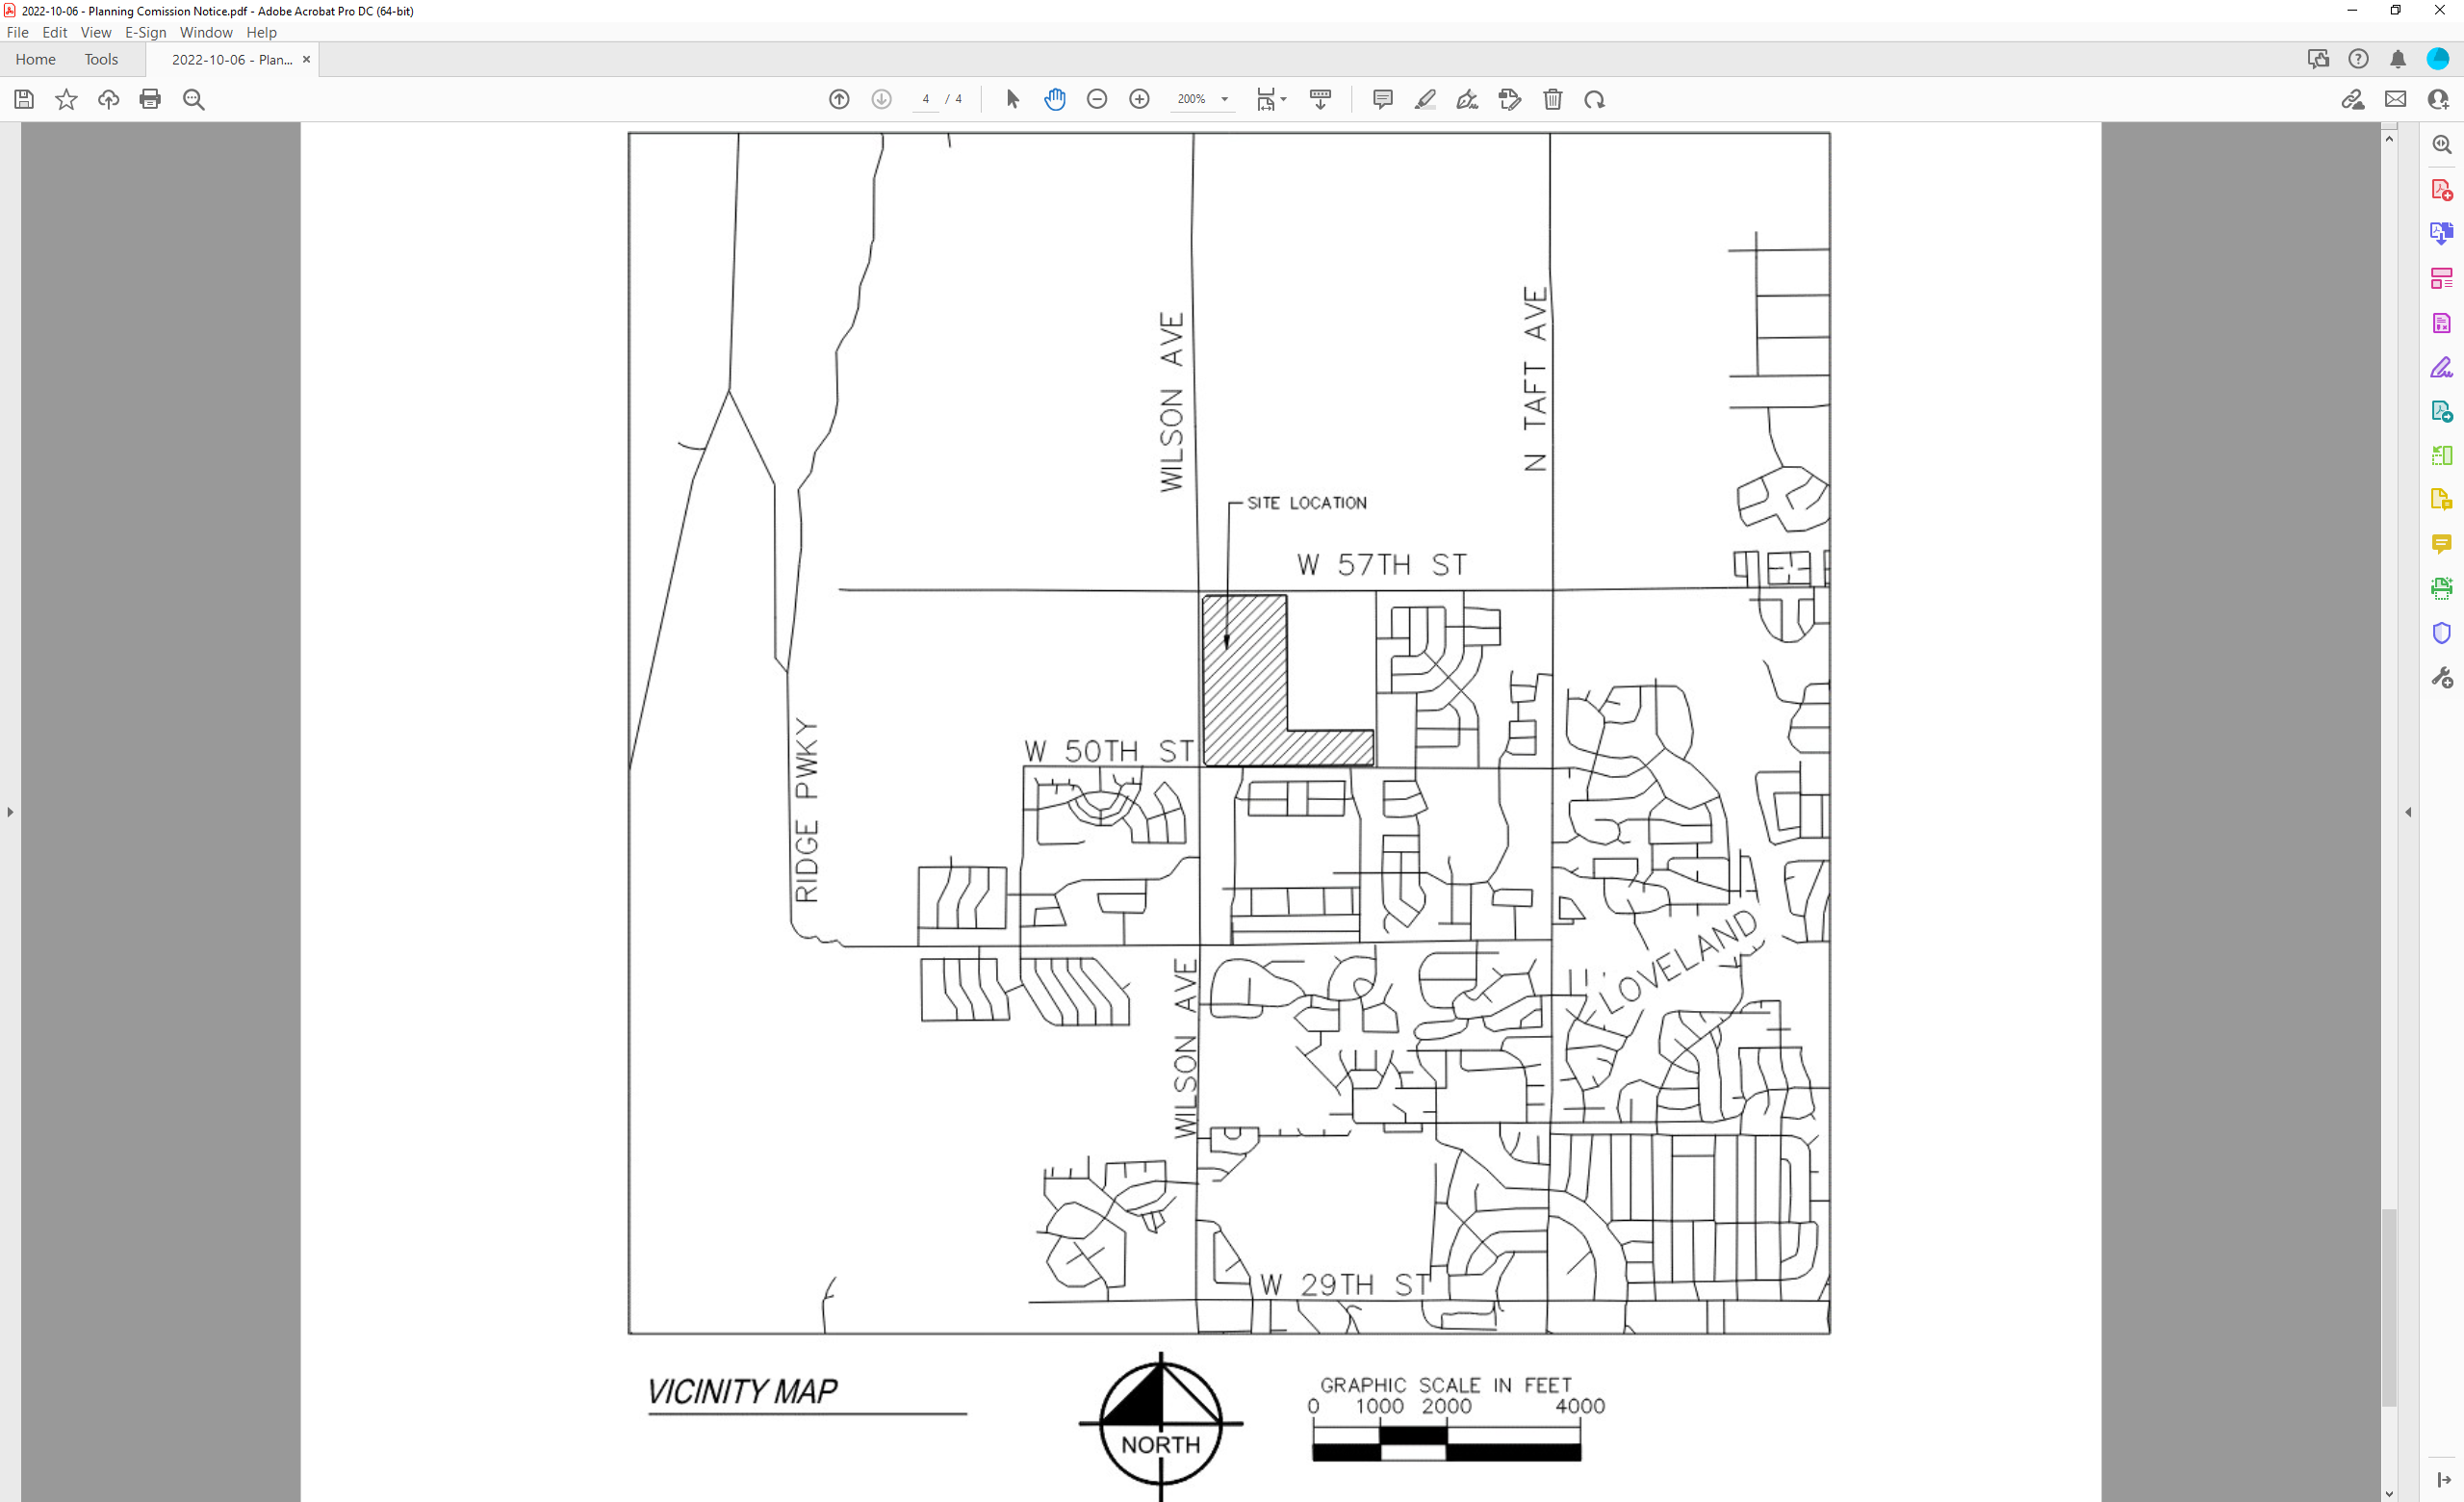 2022-10-06 - Planning Comission Notice.pdf - Adobe Acrobat Pro DC (64-bit)
File Edit View E-Sign Window Help
Home Tools 2022-10-06 - Plan... ×
4 / 4 200%
WILSON AVE
N TAFT AVE
SITE LOCATION
W 57TH ST
RIDGE PWKY
W 50TH ST
LOVELAND
WILSON AVE
W 29TH ST
VICINITY MAP
NORTH
GRAPHIC SCALE IN FEET
0 1000 2000 4000